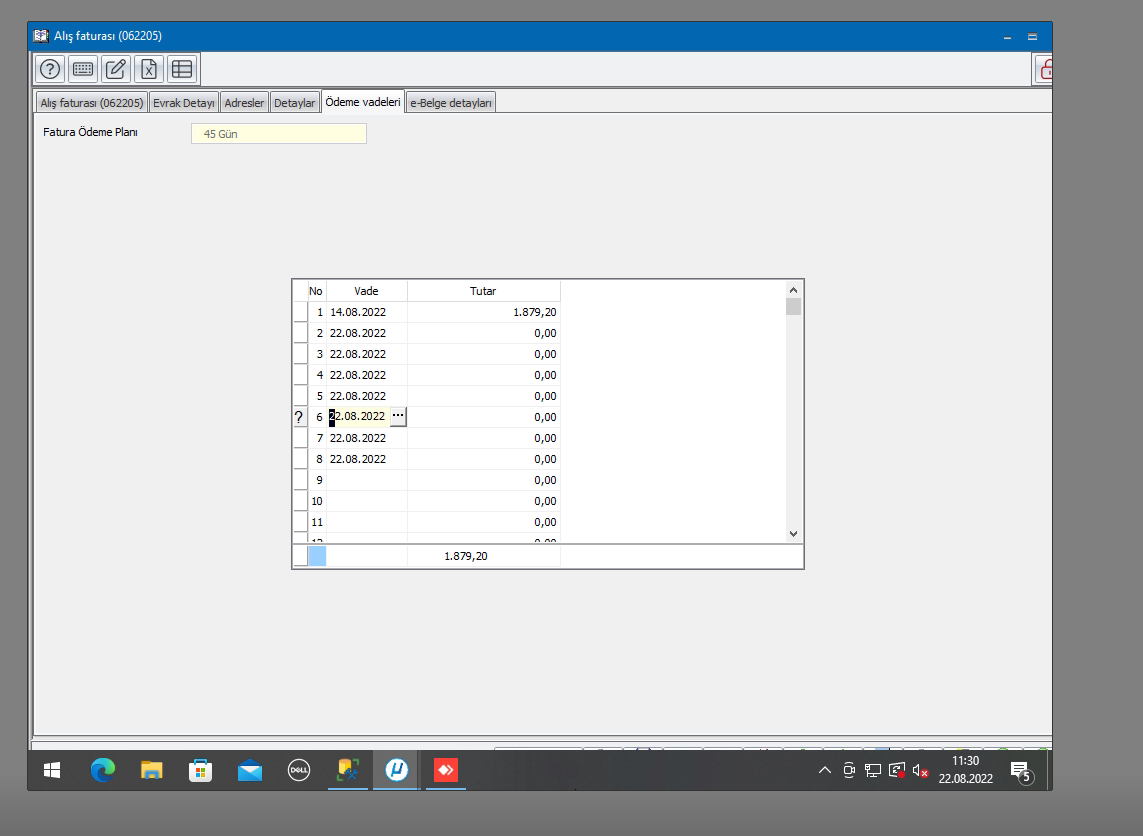 Alış faturası (062205)
Alış faturası (062205) Evrak Detayı Adresler Detaylar Ödeme vadeleri e-Belge detayları
Fatura Ödeme Planı 45 Gün
No Vade Tutar
1 14.08.2022 1.879,20
2 22.08.2022 0,00
3 22.08.2022 0,00
4 22.08.2022 0,00
5 22.08.2022 0,00
? 6 22.08.2022 ... 0,00
7 22.08.2022 0,00
8 22.08.2022 0,00
9 0,00
10 0,00
11 0,00
12 0,00
1.879,20
DELL
11:30
22.08.2022
5